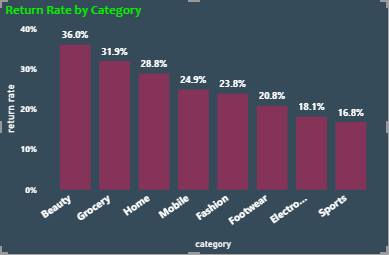 Return Rate by Category
40%
30%
20%
10%
0%
return rate
36.0%
31.9%
28.8%
24.9%
23.8%
20.8%
18.1%
16.8%
Beauty
Grocery
Home
Mobile
Fashion
Footwear
Electro...
Sports
category